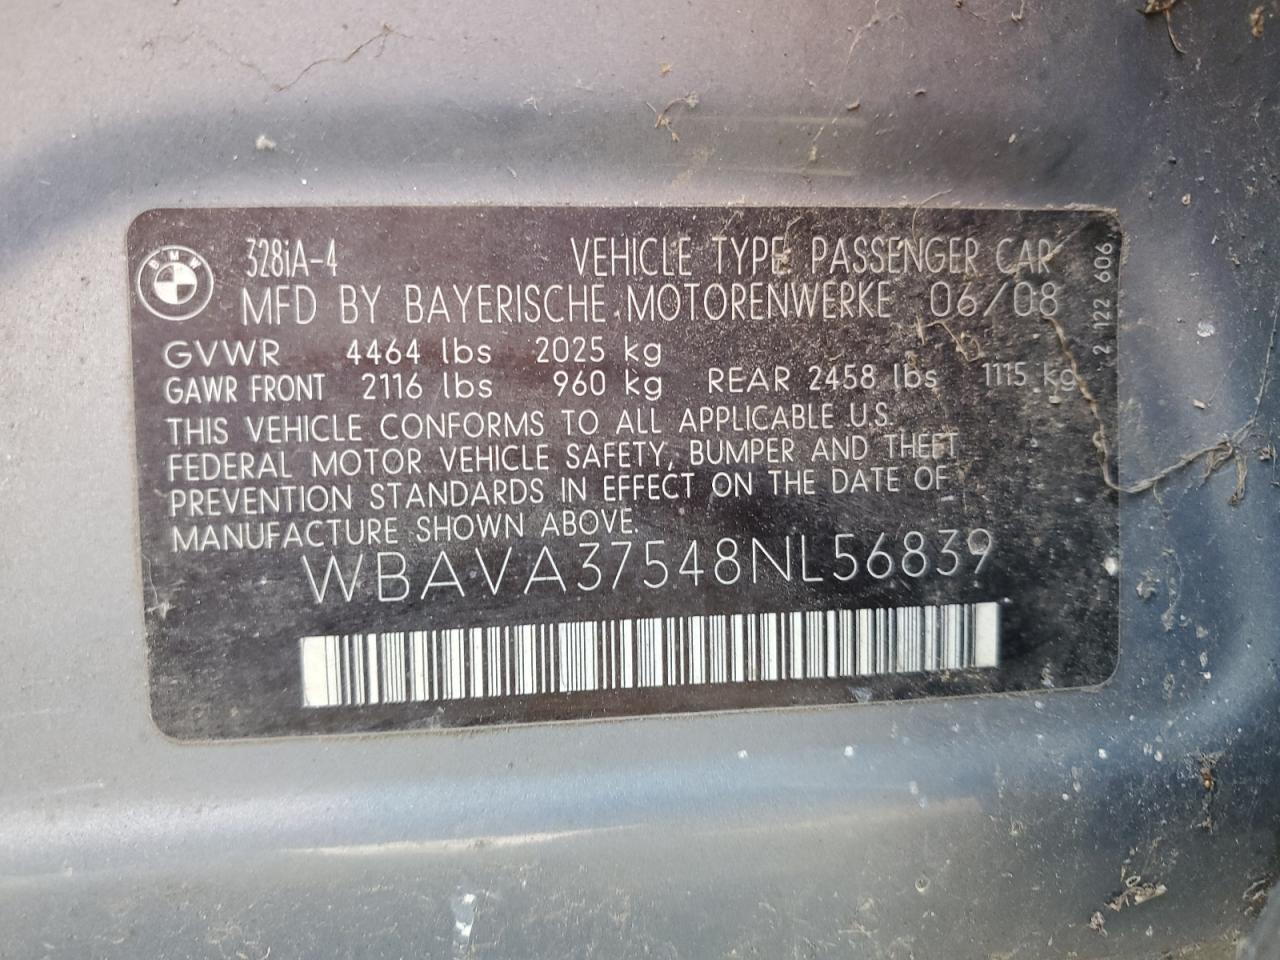 BMW
328iA-4 VEHICLE TYPE PASSENGER CAR
MFD BY BAYERISCHE MOTORENWERKE 06/08
GVWR 4464 lbs 2025 kg
GAWR FRONT 2116 lbs 960 kg REAR 2458 lbs 1115 kg
THIS VEHICLE CONFORMS TO ALL APPLICABLE U.S.
FEDERAL MOTOR VEHICLE SAFETY, BUMPER AND THEFT
PREVENTION STANDARDS IN EFFECT ON THE DATE OF
MANUFACTURE SHOWN ABOVE.
WBAVA37548NL56839
2 122 606